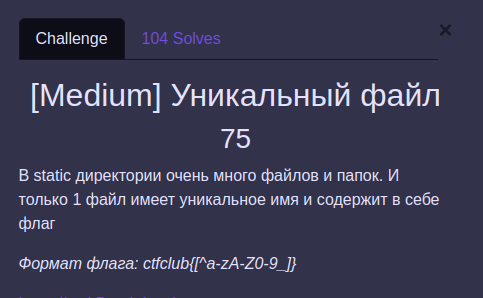 Challenge
104 Solves
×
[Medium] Уникальный файл
75
В static директории очень много файлов и папок. И
только 1 файл имеет уникальное имя и содержит в себе
флаг
Формат флага: ctfclub{[^a-zA-Z0-9_]}